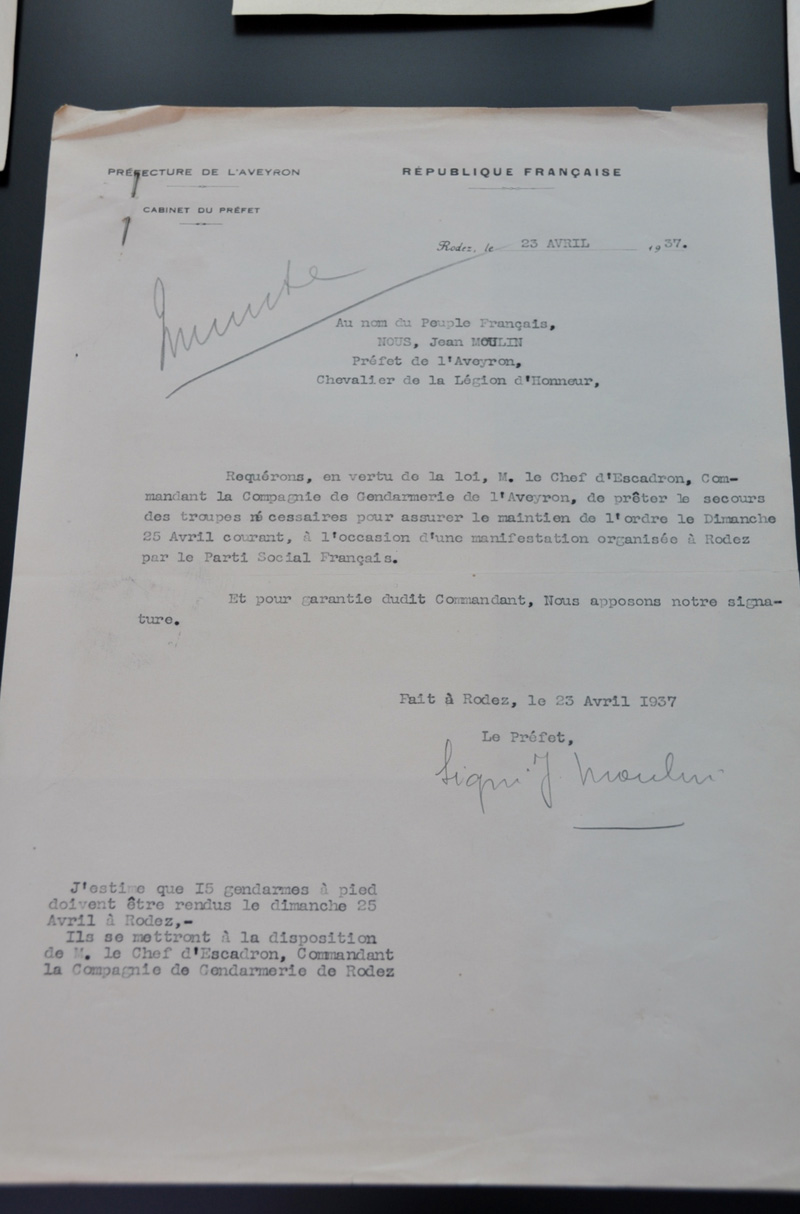 PRÉFECTURE DE L'AVEYRON
RÉPUBLIQUE FRANÇAISE
CABINET DU PRÉFET
Rodez, le 23 AVRIL 1937.
Minute
Au nom du Peuple Français,
NOUS, Jean MOULIN
Préfet de l'Aveyron,
Chevalier de la Légion d'Honneur,
Requérons, en vertu de la loi, M. le Chef d'Escadron, Com-
mandant la Compagnie de Gendarmerie de l'Aveyron, de prêter le secours
des troupes né cessaires pour assurer le maintien de l'ordre le Dimanche
25 Avril courant, à l'occasion d'une manifestation organisée à Rodez
par le Parti Social Français.
Et pour garantie dudit Commandant, Nous apposons notre signa-
ture.
Fait à Rodez, le 23 Avril I937
Le Préfet,
Signé: J. Moulin
J'estime que I5 gendarmes à pied
doivent être rendus le dimanche 25
Avril à Rodez,-
Ils se mettront à la disposition
de M. le Chef d'Escadron, Commandant
la Compagnie de Gendarmerie de Rodez